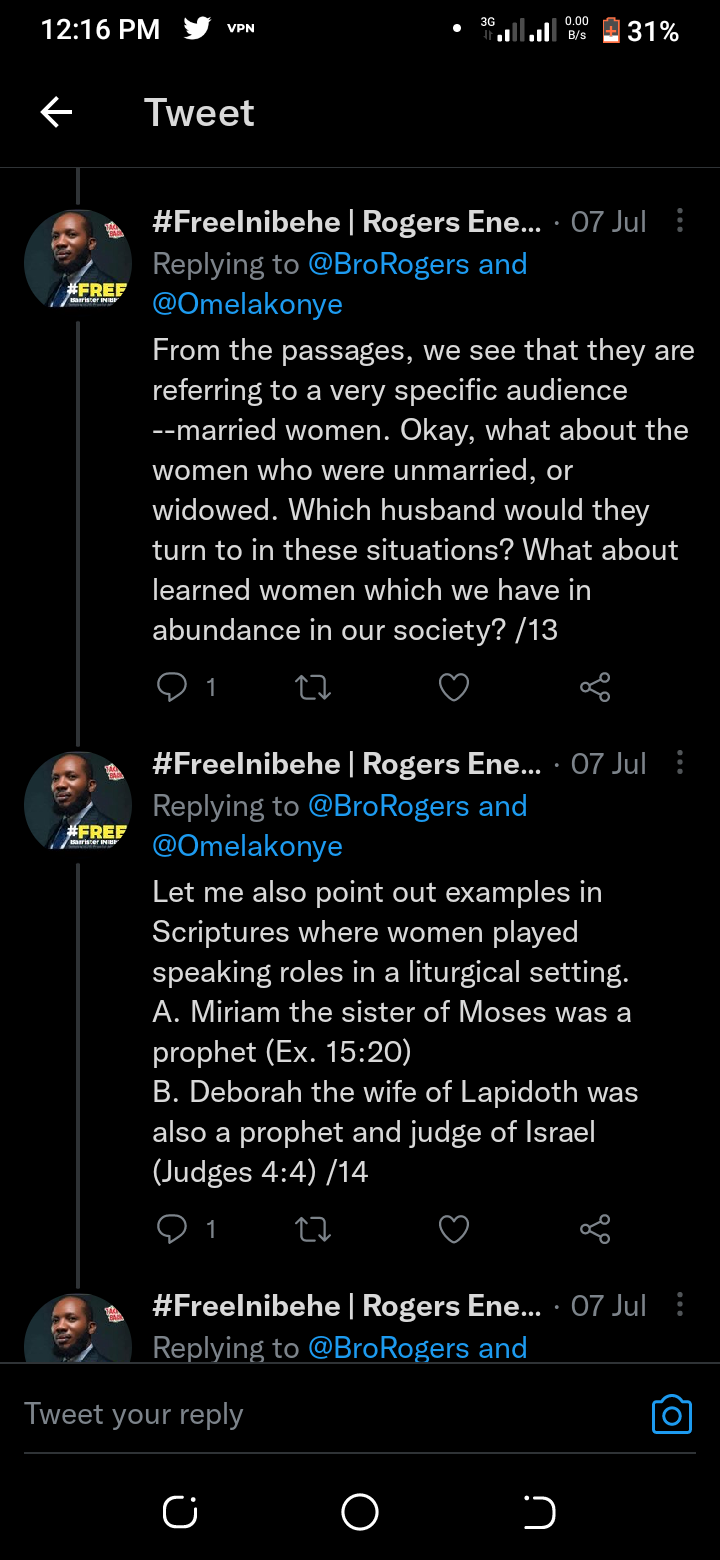 12:16 PM VPN 3G 0.00 B/s 31%
Tweet
#FreeInibehe | Rogers Ene... · 07 Jul
Replying to @BroRogers and
@Omelakonye
From the passages, we see that they are
referring to a very specific audience
--married women. Okay, what about the
women who were unmarried, or
widowed. Which husband would they
turn to in these situations? What about
learned women which we have in
abundance in our society? /13
1
#FREE
Barrister INIBEHE
#FreeInibehe | Rogers Ene... · 07 Jul
Replying to @BroRogers and
@Omelakonye
Let me also point out examples in
Scriptures where women played
speaking roles in a liturgical setting.
A. Miriam the sister of Moses was a
prophet (Ex. 15:20)
B. Deborah the wife of Lapidoth was
also a prophet and judge of Israel
(Judges 4:4) /14
1
#FREE
#FreeInibehe | Rogers Ene... · 07 Jul
Replying to @BroRogers and
Tweet your reply